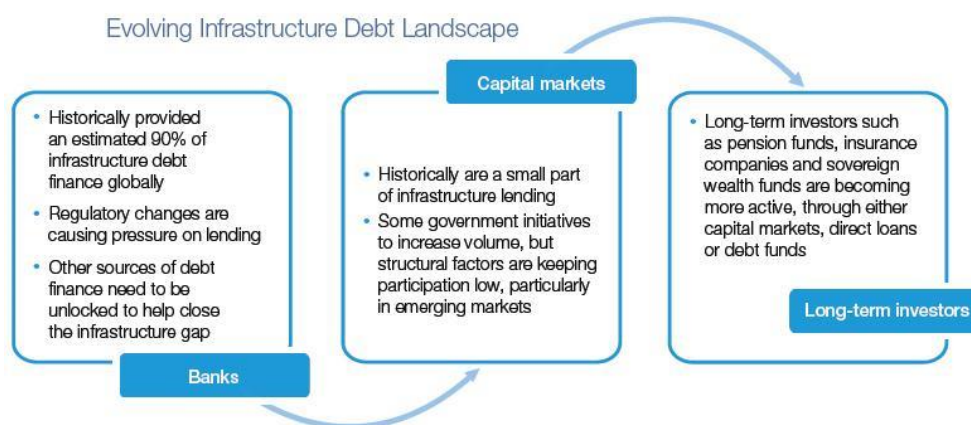 Evolving Infrastructure Debt Landscape
• Historically provided
an estimated 90% of
infrastructure debt
finance globally
• Regulatory changes are
causing pressure on lending
• Other sources of debt
finance need to be
unlocked to help close
the infrastructure gap
Banks
Capital markets
• Historically are a small part
of infrastructure lending
• Some government initiatives
to increase volume, but
structural factors are keeping
participation low, particularly
in emerging markets
• Long-term investors such
as pension funds, insurance
companies and sovereign
wealth funds are becoming
more active, through either
capital markets, direct loans
or debt funds
Long-term investors